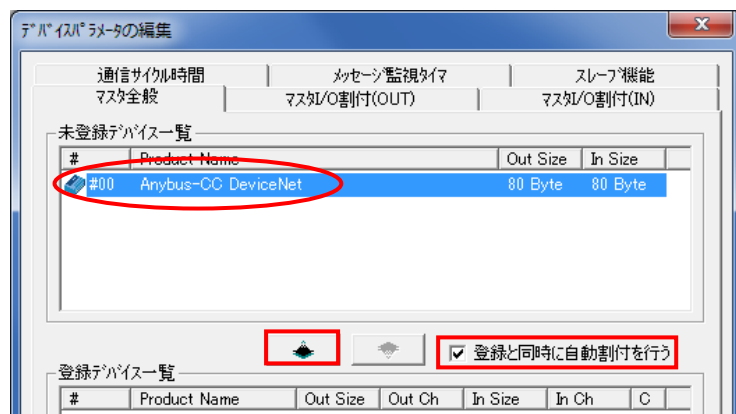 ﾃﾞﾊﾞｲｽﾊﾟﾗﾒｰﾀの編集
通信ｻｲｸﾙ時間
ﾒｯｾｰｼﾞ監視ﾀｲﾏ
ｽﾚｰﾌﾞ機能
ﾏｽﾀ全般
ﾏｽﾀI/O割付(OUT)
ﾏｽﾀI/O割付(IN)
未登録ﾃﾞﾊﾞｲｽ一覧
# Product Name Out Size In Size
#00 Anybus-CC DeviceNet 80 Byte 80 Byte
登録と同時に自動割付を行う
登録ﾃﾞﾊﾞｲｽ一覧
# Product Name Out Size Out Ch In Size In Ch C